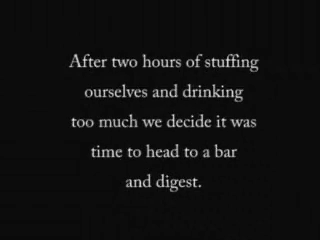 After two hours of stuffing
ourselves and drinking
too much we decide it was
time to head to a bar
and digest.